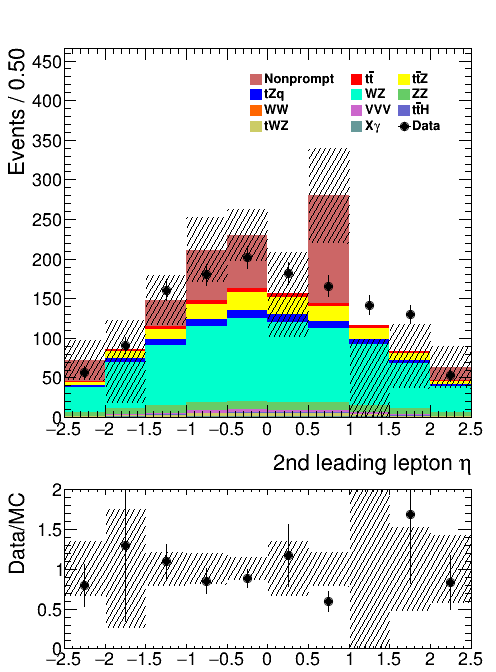 Events / 0.50
450
400
350
300
250
200
150
100
50
0
Nonprompt tt̄ tt̄Z
tZq WZ ZZ
WW VVV tt̄H
tWZ Xγ Data
−2.5 −2 −1.5 −1 −0.5 0 0.5 1 1.5 2 2.5
2nd leading lepton η
Data/MC
2
1.5
1
0.5
0
−2.5 −2 −1.5 −1 −0.5 0 0.5 1 1.5 2 2.5